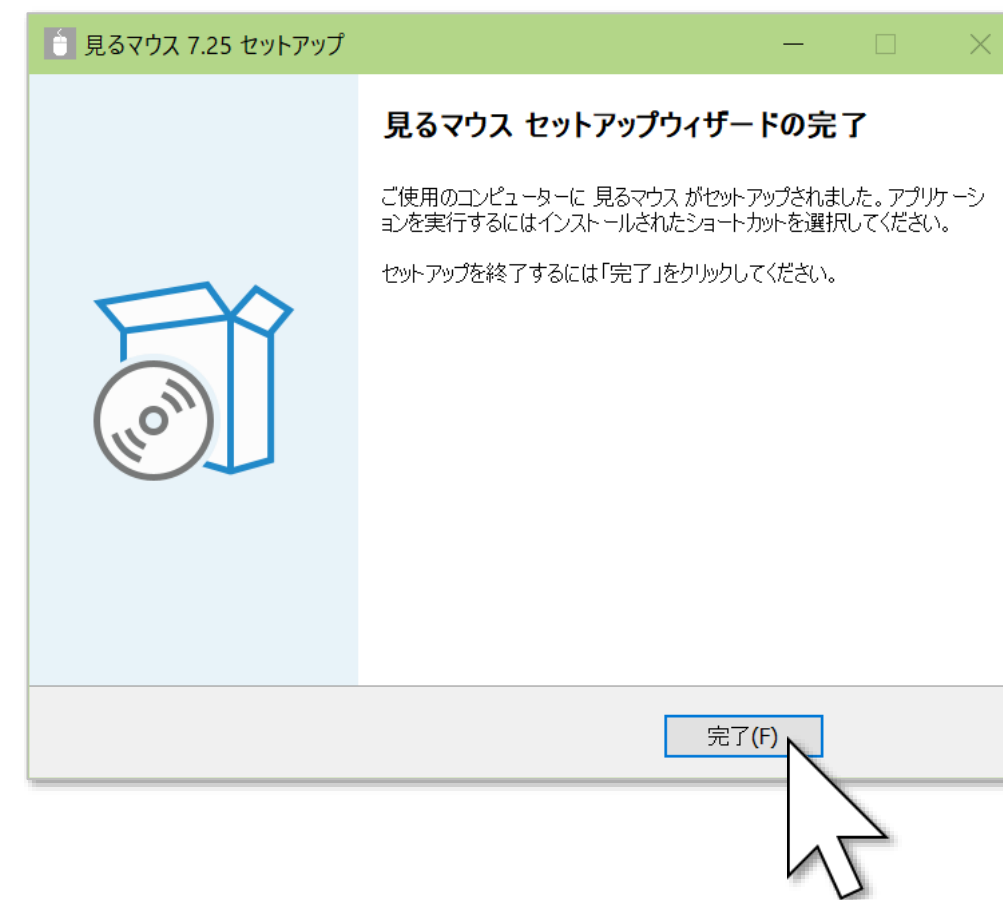 見るマウス 7.25 セットアップ
見るマウス セットアップウィザードの完了
ご使用のコンピューターに 見るマウス がセットアップされました。アプリケーシ
ョンを実行するにはインストールされたショートカットを選択してください。
セットアップを終了するには「完了」をクリックしてください。
完了(F)